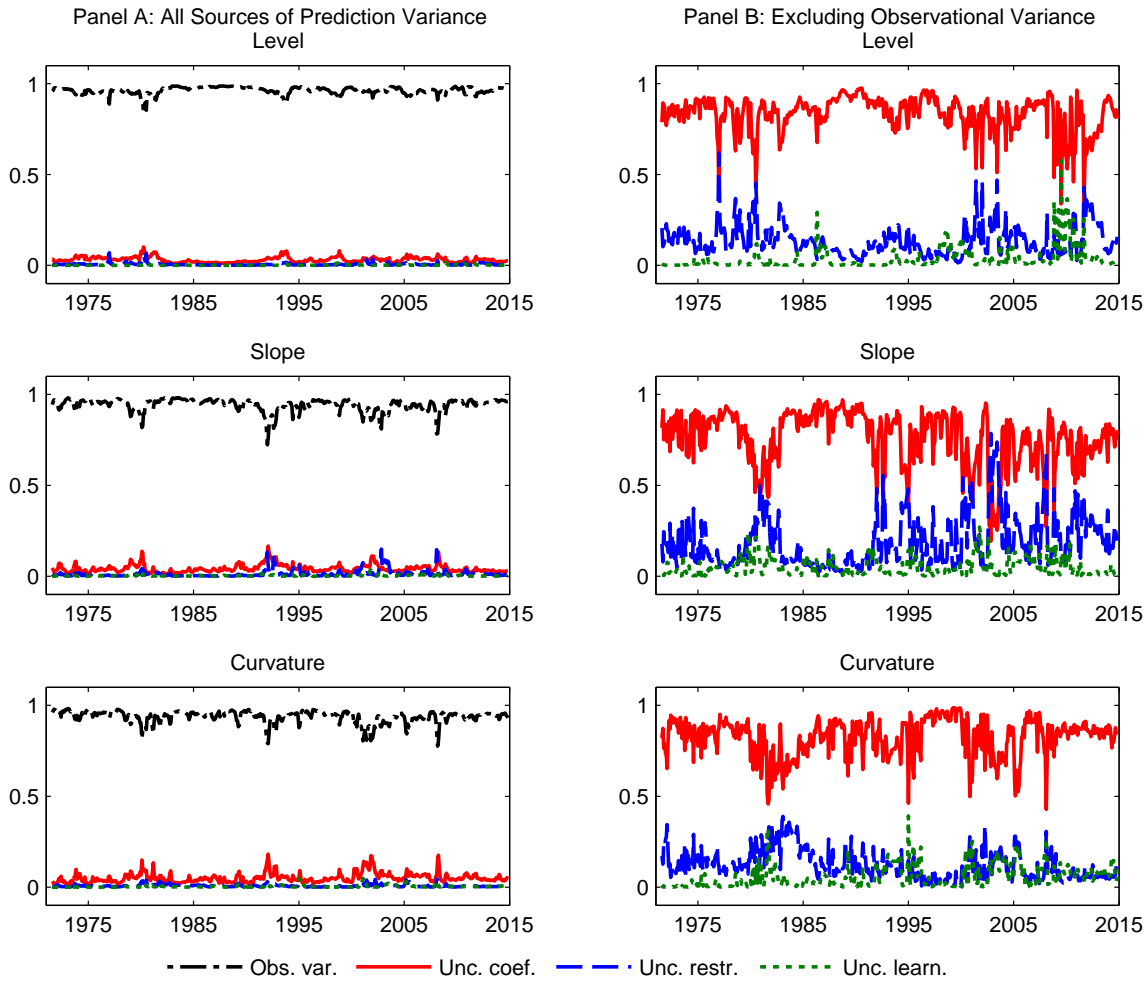 Panel A: All Sources of Prediction Variance
Level
1
0.5
0
1975 1985 1995 2005 2015
Slope
1
0.5
0
1975 1985 1995 2005 2015
Curvature
1
0.5
0
1975 1985 1995 2005 2015
Panel B: Excluding Observational Variance
Level
1
0.5
0
1975 1985 1995 2005 2015
Slope
1
0.5
0
1975 1985 1995 2005 2015
Curvature
1
0.5
0
1975 1985 1995 2005 2015
Obs. var. Unc. coef. Unc. restr. Unc. learn.